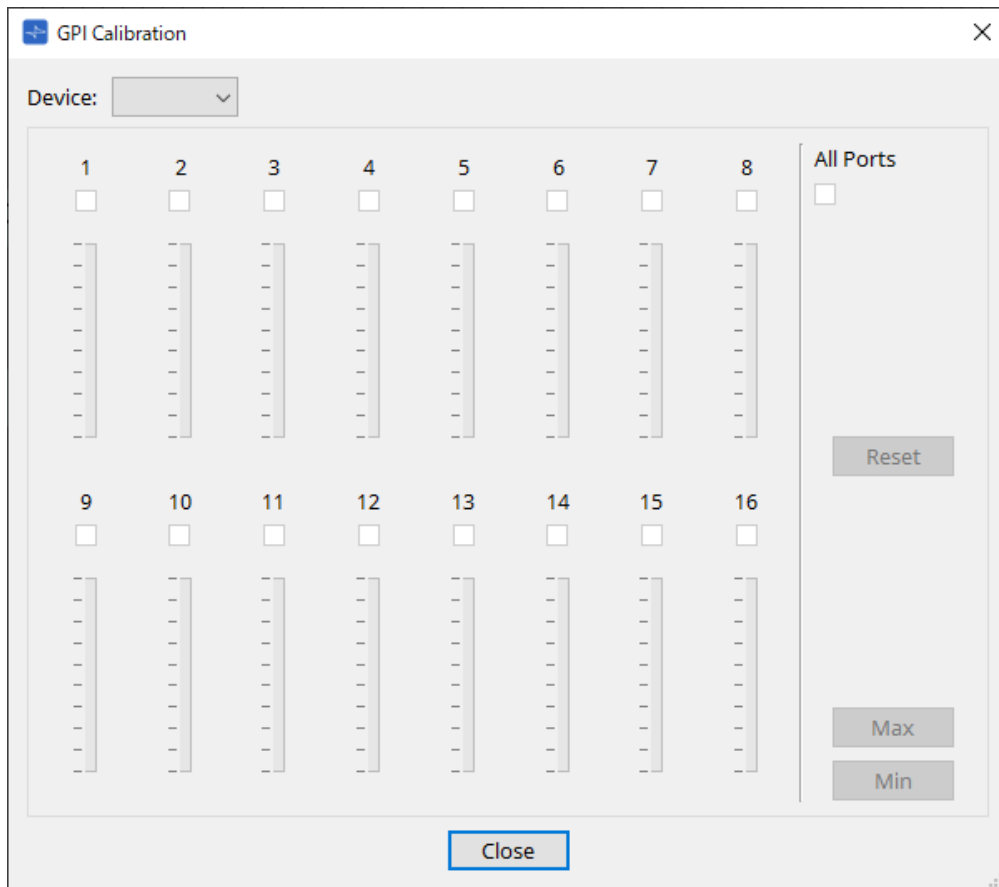 GPI Calibration
Device:
1 2 3 4 5 6 7 8 All Ports
Reset
9 10 11 12 13 14 15 16
Max
Min
Close